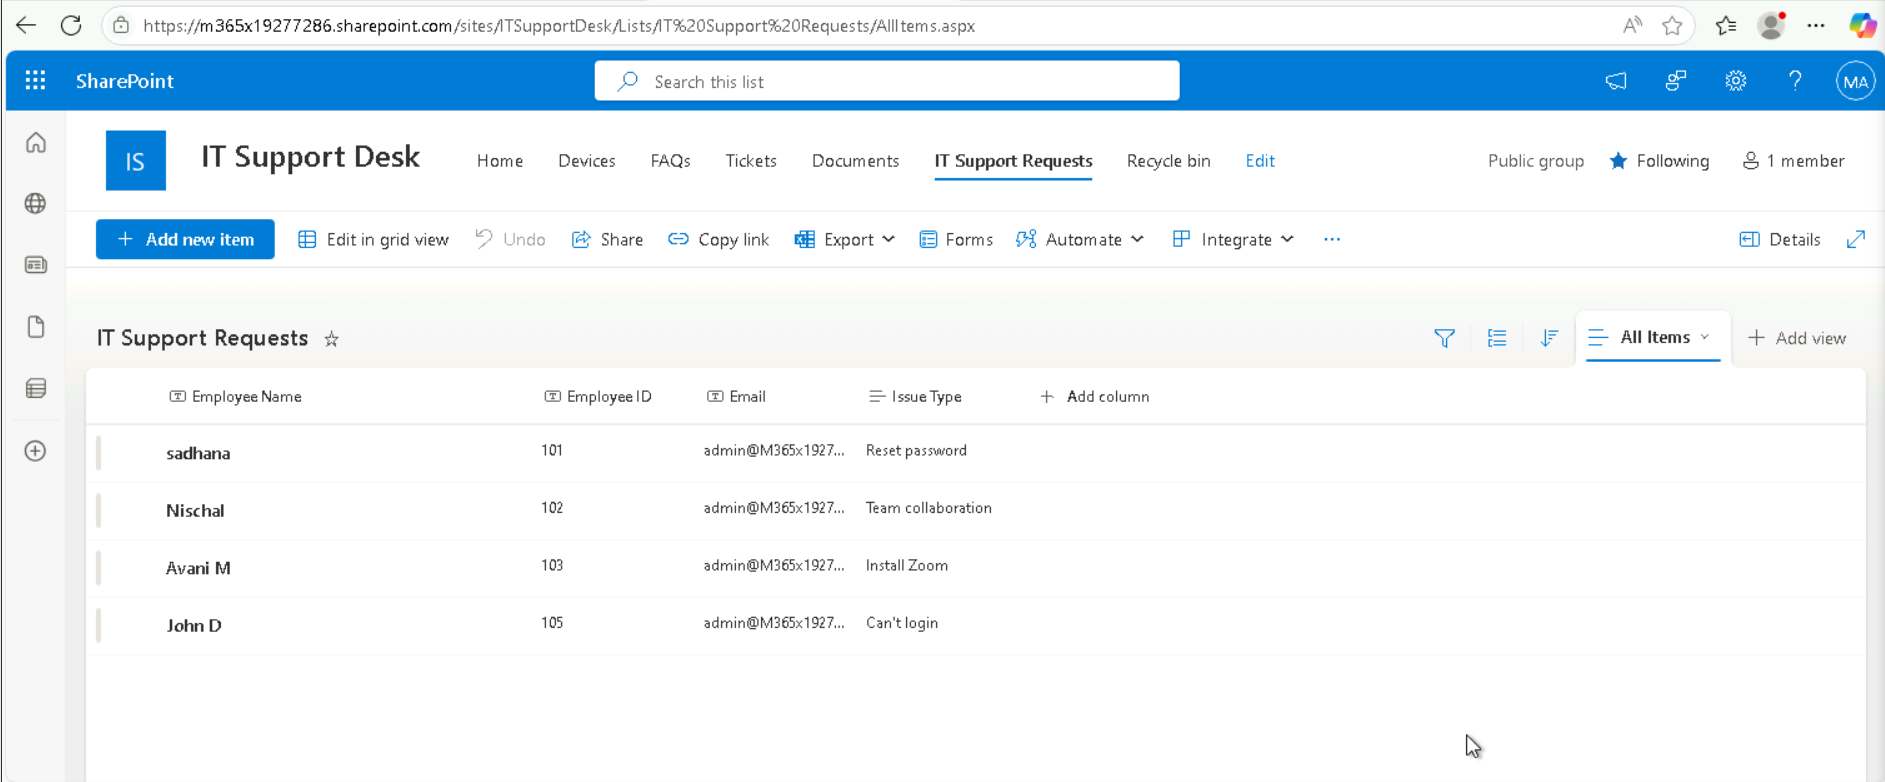 https://m365x19277286.sharepoint.com/sites/ITSupportDesk/Lists/IT%20Support%20Requests/AllItems.aspx
SharePoint Search this list MA
IS IT Support Desk Home Devices FAQs Tickets Documents IT Support Requests Recycle bin Edit Public group Following 1 member
+ Add new item Edit in grid view Undo Share Copy link Export Forms Automate Integrate ... Details
IT Support Requests All Items + Add view
Employee Name Employee ID Email Issue Type + Add column
sadhana 101 admin@M365x1927... Reset password
Nischal 102 admin@M365x1927... Team collaboration
Avani M 103 admin@M365x1927... Install Zoom
John D 105 admin@M365x1927... Can't login